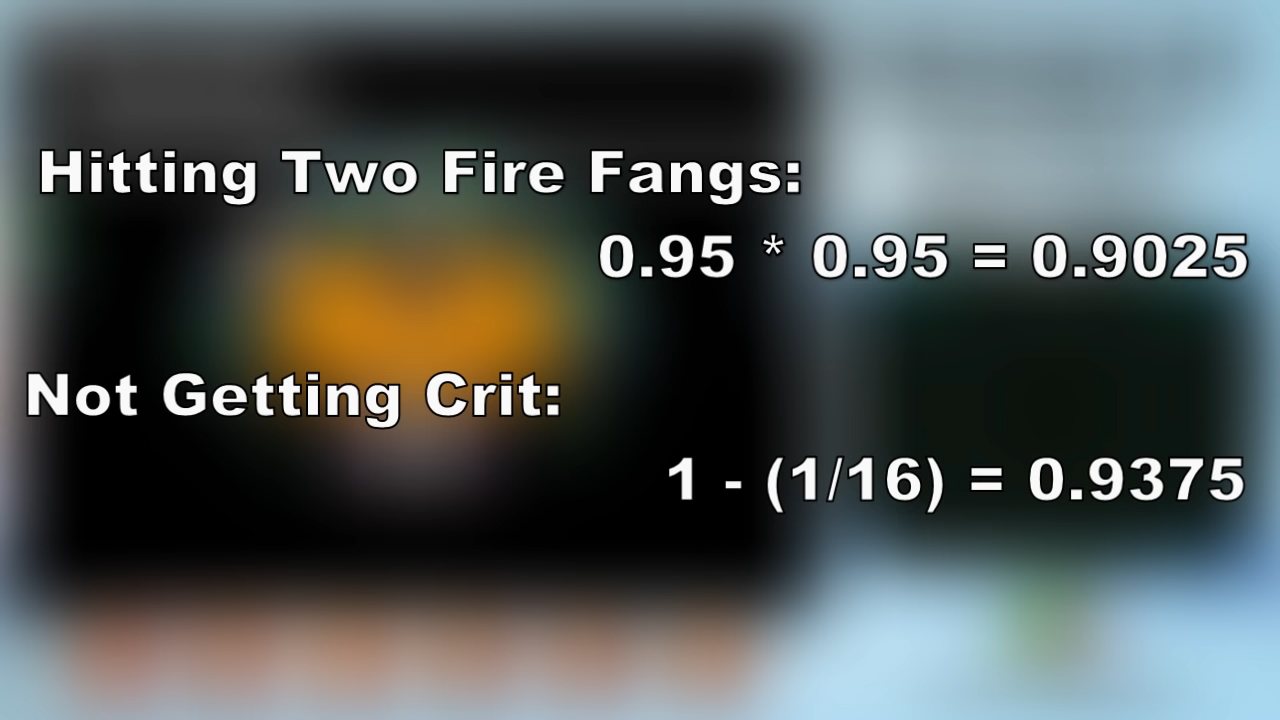 Hitting Two Fire Fangs:
0.95 * 0.95 = 0.9025
Not Getting Crit:
1 - (1/16) = 0.9375